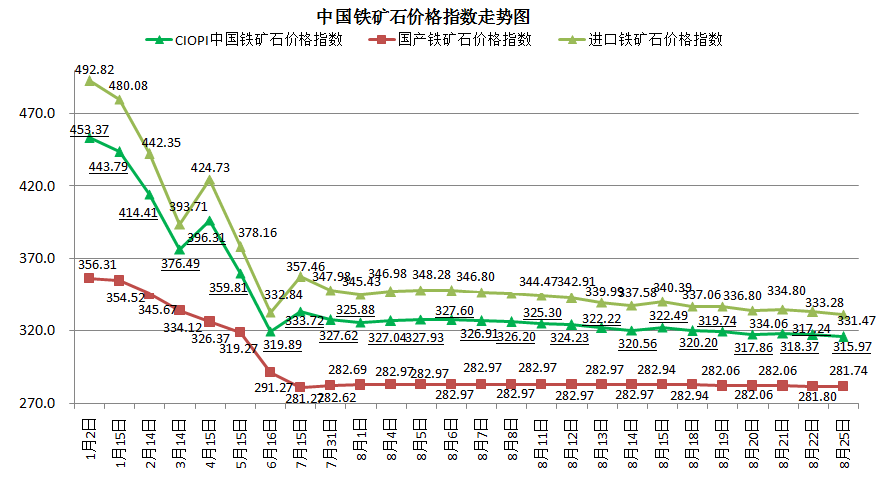 中国铁矿石价格指数走势图
CIOPI中国铁矿石价格指数 国产铁矿石价格指数 进口铁矿石价格指数
492.82 480.08 442.35 393.71 424.73 378.16 332.84 357.46 347.98 345.43 346.98 348.28 346.80 344.47 342.91 339.99 337.58 340.39 337.06 336.80 334.06 334.80 333.28 331.47
453.37 443.79 414.41 376.49 396.31 359.81 319.89 333.72 327.62 325.88 327.04 327.93 327.60 326.91 326.20 325.30 324.23 322.22 320.56 322.49 320.20 319.74 317.86 318.37 317.24 315.97
356.31 354.52 345.67 334.12 326.37 319.27 291.27 281.27 282.62 282.69 282.97 282.97 282.97 282.97 282.97 282.97 282.97 282.97 282.97 282.94 282.94 282.06 282.06 282.06 281.80 281.74
470.0
420.0
370.0
320.0
270.0
1月2日 1月15日 2月14日 3月14日 4月15日 5月15日 6月16日 7月15日 7月31日 8月1日 8月4日 8月5日 8月6日 8月7日 8月8日 8月11日 8月12日 8月13日 8月14日 8月15日 8月18日 8月19日 8月20日 8月21日 8月22日 8月25日